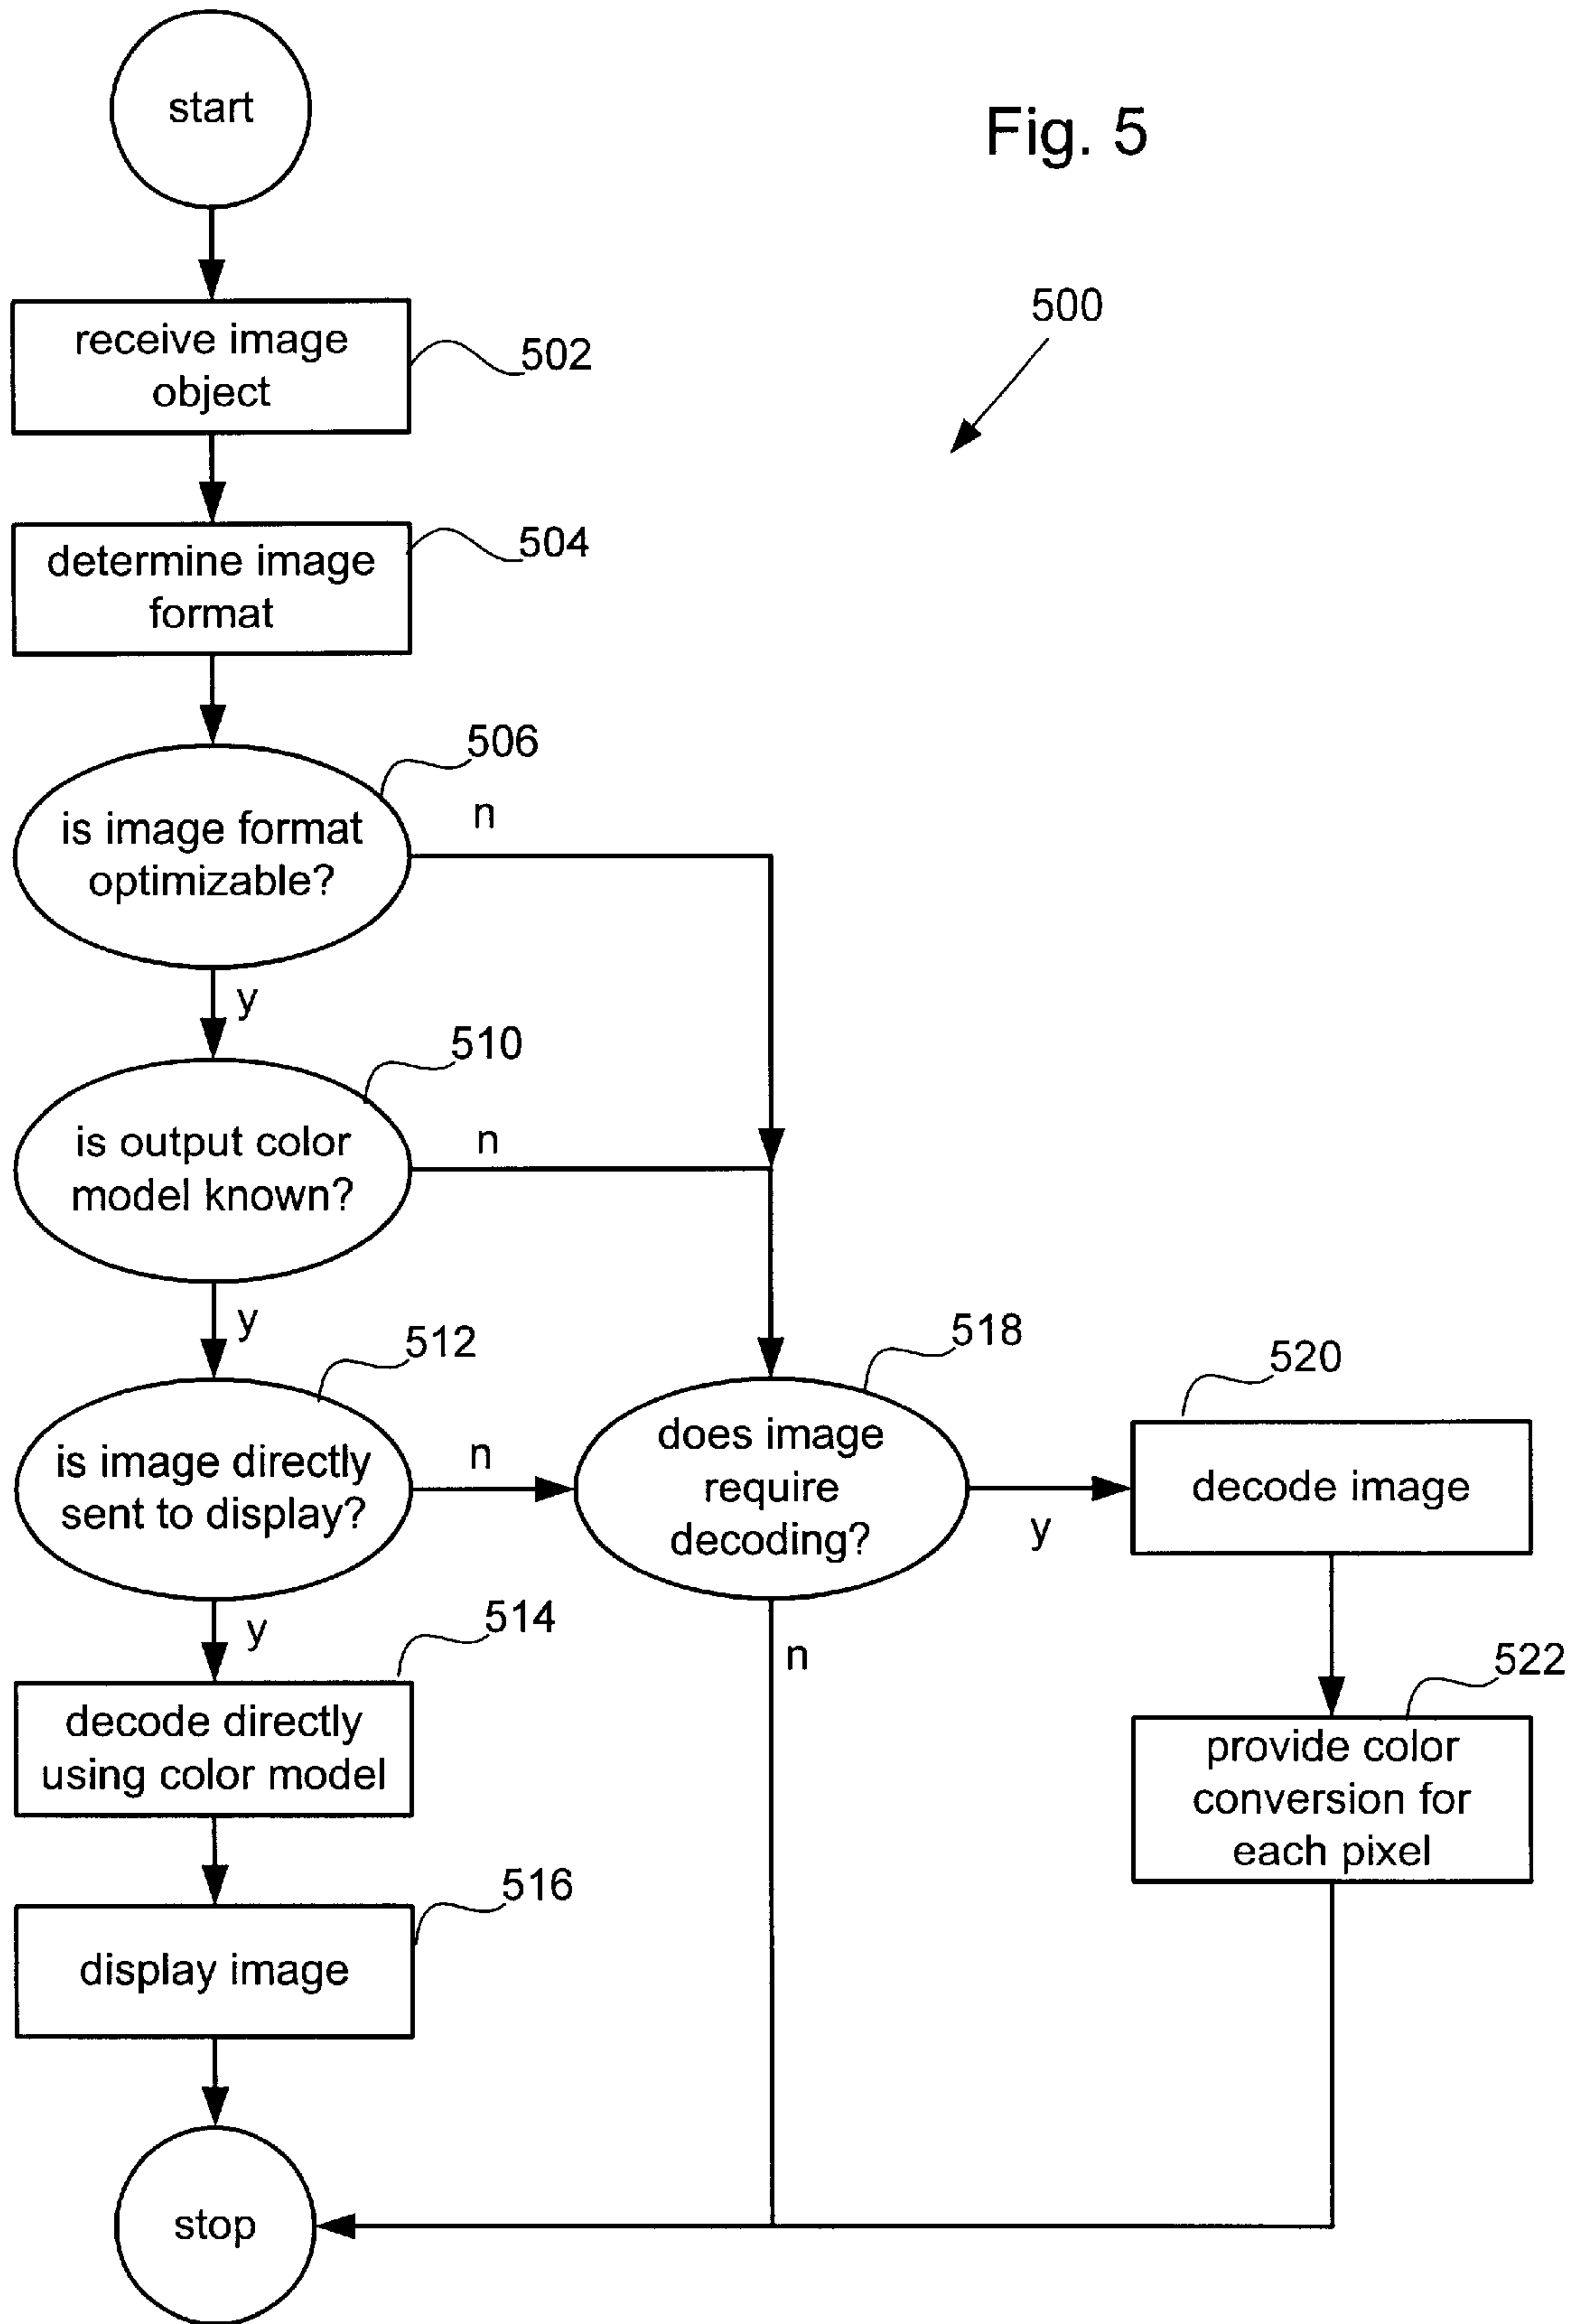 start
Fig. 5
500
receive image
object
502
determine image
format
504
506
is image format
optimizable?
n
y
510
is output color
model known?
n
y
512
is image directly
sent to display?
n
518
does image
require
decoding?
y
n
520
decode image
y
514
decode directly
using color model
522
provide color
conversion for
each pixel
516
display image
stop